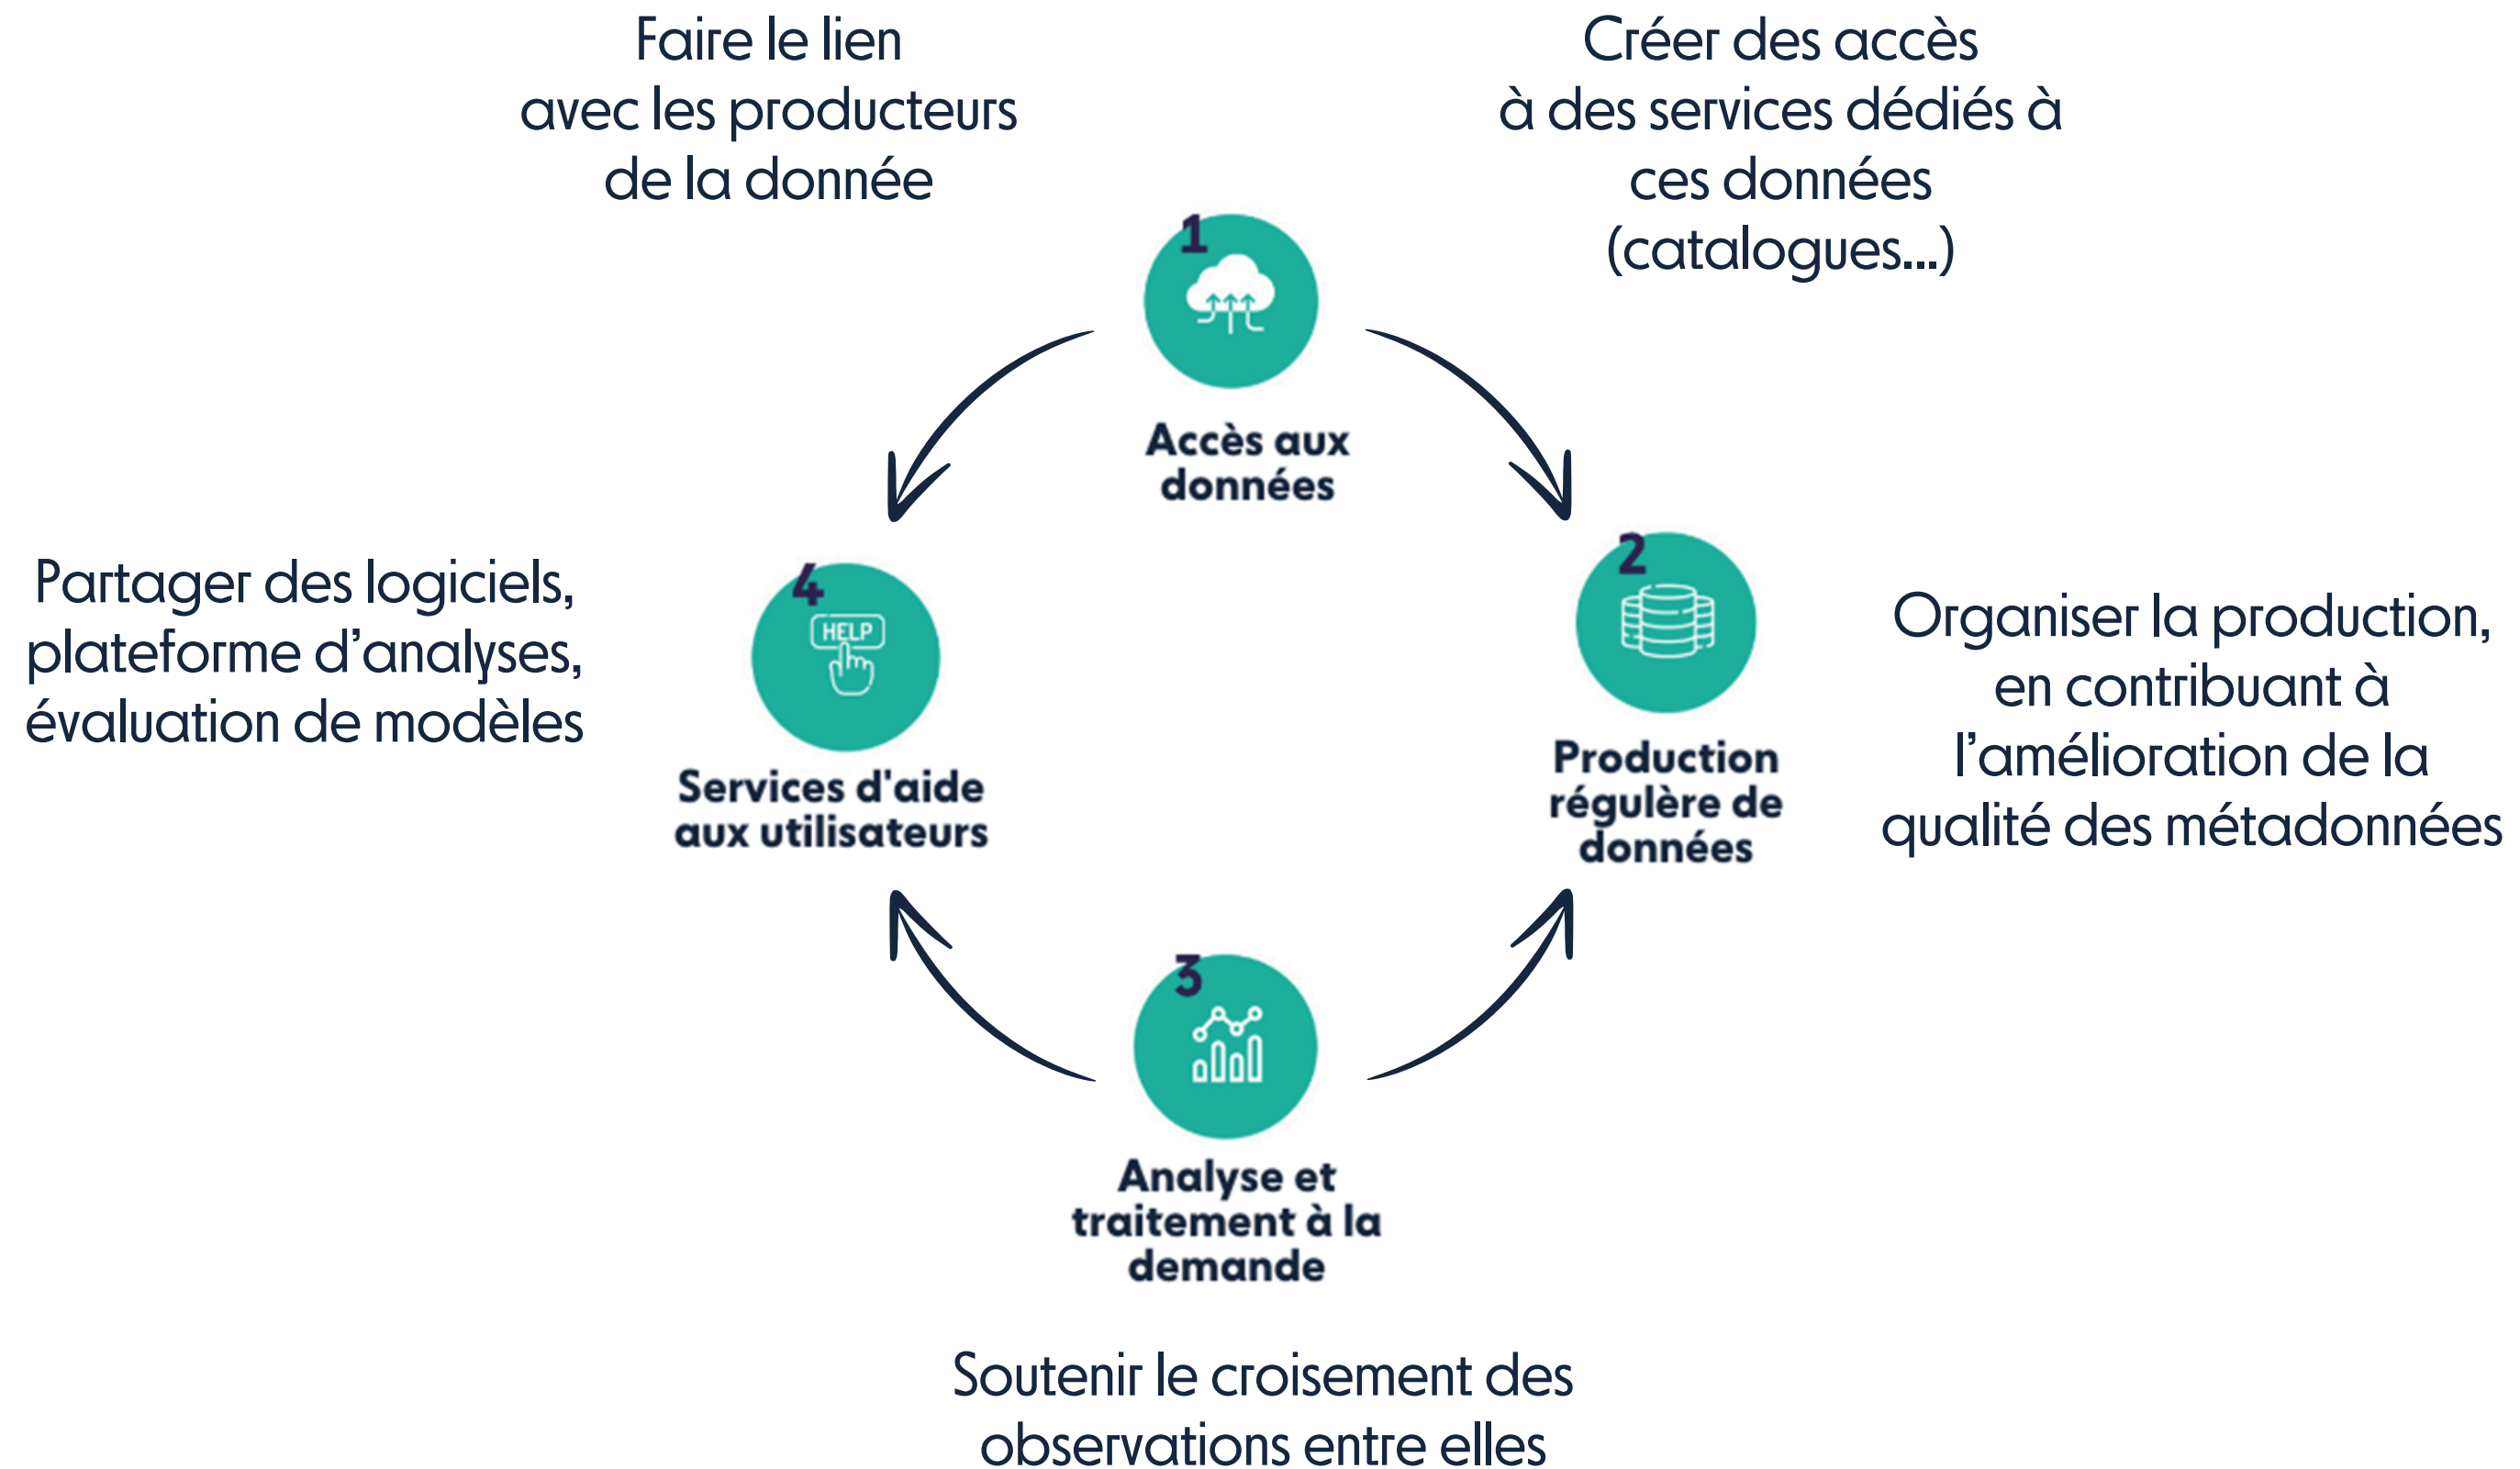 Faire le lien
avec les producteurs
de la donnée
Créer des accès
à des services dédiés à
ces données
(catalogues...)
1
Accès aux
données
2
Production
régulère de
données
Organiser la production,
en contribuant à
l'amélioration de la
qualité des métadonnées
3
Analyse et
traitement à la
demande
Soutenir le croisement des
observations entre elles
4
HELP
Services d'aide
aux utilisateurs
Partager des logiciels,
plateforme d'analyses,
évaluation de modèles